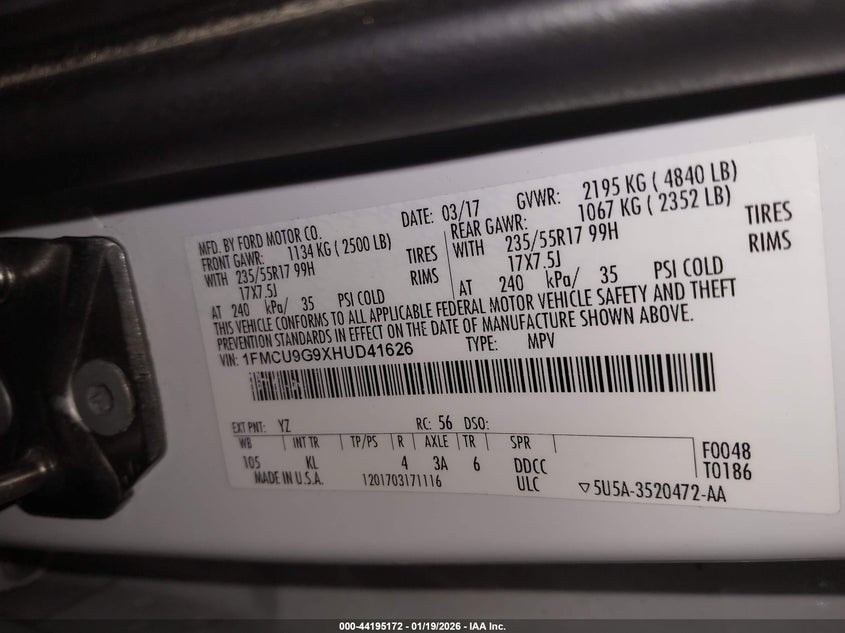 MFD. BY FORD MOTOR CO. DATE: 03/17 GVWR: 2195 KG ( 4840 LB)
FRONT GAWR: 1134 KG ( 2500 LB) REAR GAWR: 1067 KG ( 2352 LB)
WITH 235/55R17 99H TIRES WITH 235/55R17 99H TIRES
17X7.5J RIMS 17X7.5J RIMS
AT 240 kPa/ 35 PSI COLD AT 240 kPa/ 35 PSI COLD
THIS VEHICLE CONFORMS TO ALL APPLICABLE FEDERAL MOTOR VEHICLE SAFETY AND THEFT
PREVENTION STANDARDS IN EFFECT ON THE DATE OF MANUFACTURE SHOWN ABOVE.
VIN: 1FMCU9G9XHUD41626 TYPE: MPV
EXT PNT: YZ RC: 56 DSO:
WB INT TR TP/PS R AXLE TR SPR F0048
105 KL 4 3A 6 DDCC T0186
MADE IN U.S.A. 1201703171116 ULC ▽5U5A-3520472-AA
000-44195172 - 01/19/2026 - IAA Inc.